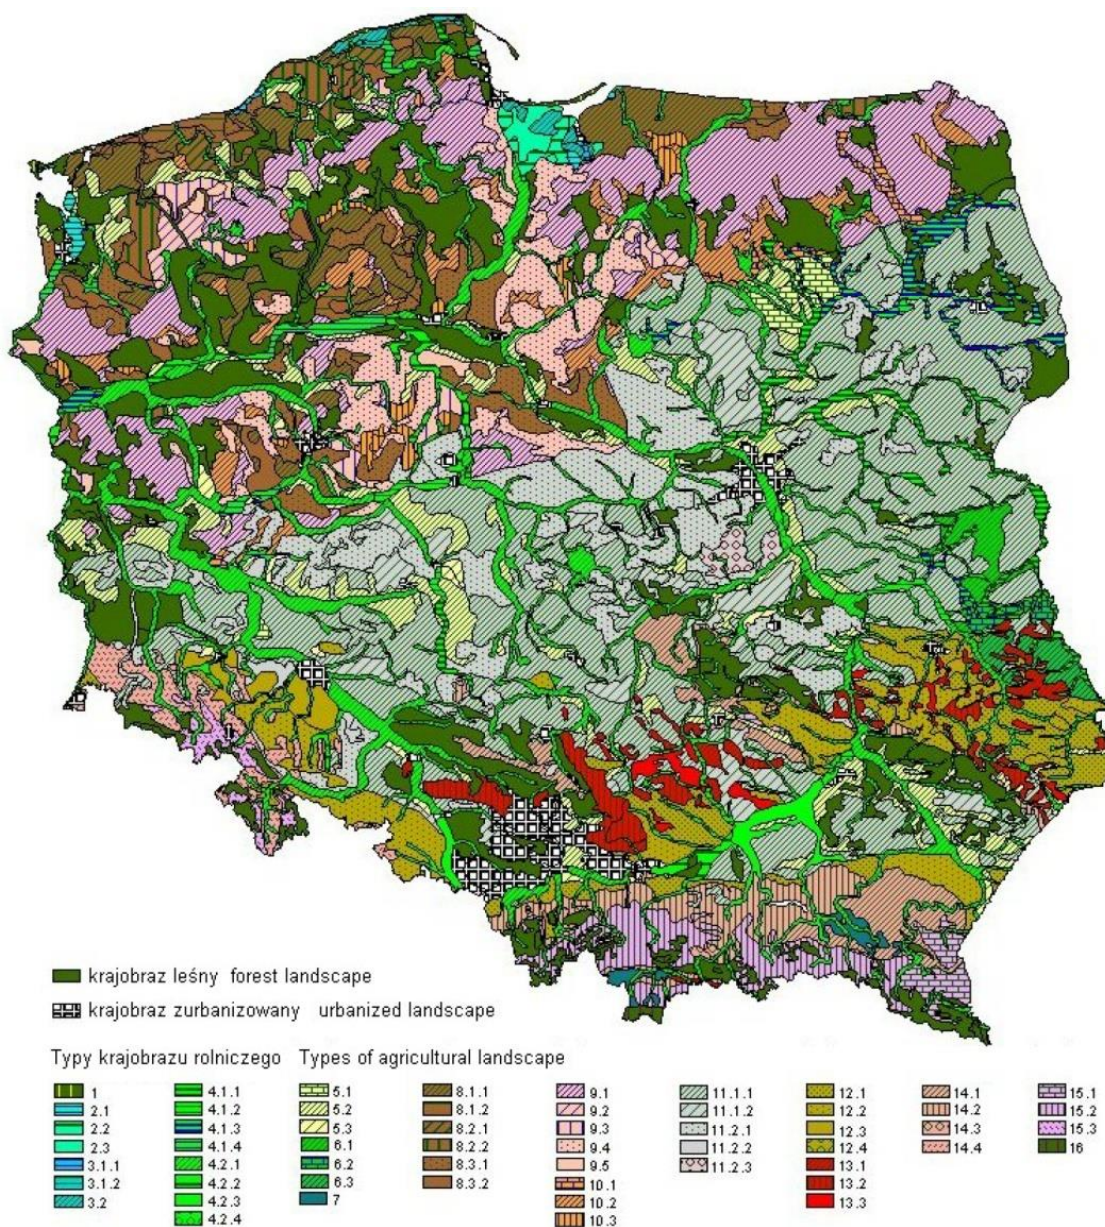 krajobraz leśny forest landscape
krajobraz zurbanizowany urbanized landscape
Typy krajobrazu rolniczego Types of agricultural landscape
1 4.1.1 5.1 8.1.1 9.1 11.1.1 12.1 14.1 15.1
2.1 4.1.2 5.2 8.1.2 9.2 11.1.2 12.2 14.2 15.2
2.2 4.1.3 5.3 8.2.1 9.3 11.2.1 12.3 14.3 15.3
2.3 4.1.4 6.1 8.2.2 9.4 11.2.2 12.4 14.4 16
3.1.1 4.2.1 6.2 8.3.1 9.5 11.2.3 13.1
3.1.2 4.2.2 6.3 8.3.2 10.1 13.2
3.2 4.2.3 7 10.2 13.3
4.2.4 10.3